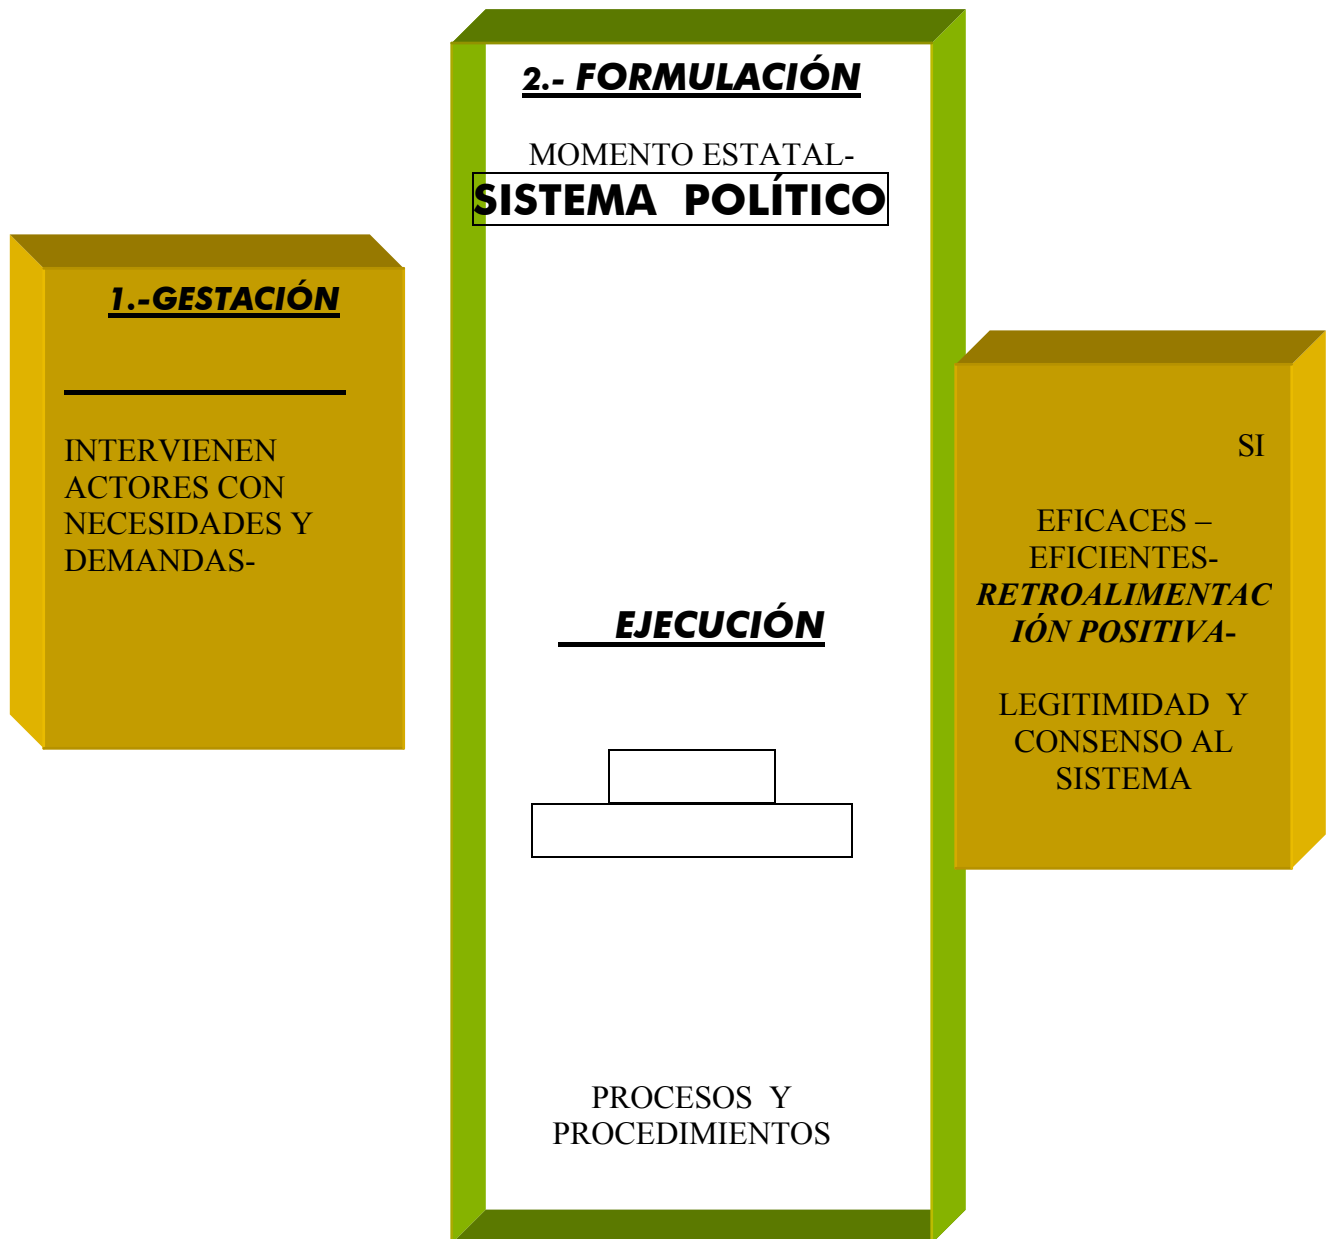 1.-GESTACIÓN
INTERVIENEN
ACTORES CON
NECESIDADES Y
DEMANDAS-
2.- FORMULACIÓN
MOMENTO ESTATAL-
SISTEMA POLÍTICO
EJECUCIÓN
PROCESOS Y
PROCEDIMIENTOS
SI
EFICACES –
EFICIENTES-
RETROALIMENTAC
IÓN POSITIVA-
LEGITIMIDAD Y
CONSENSO AL
SISTEMA